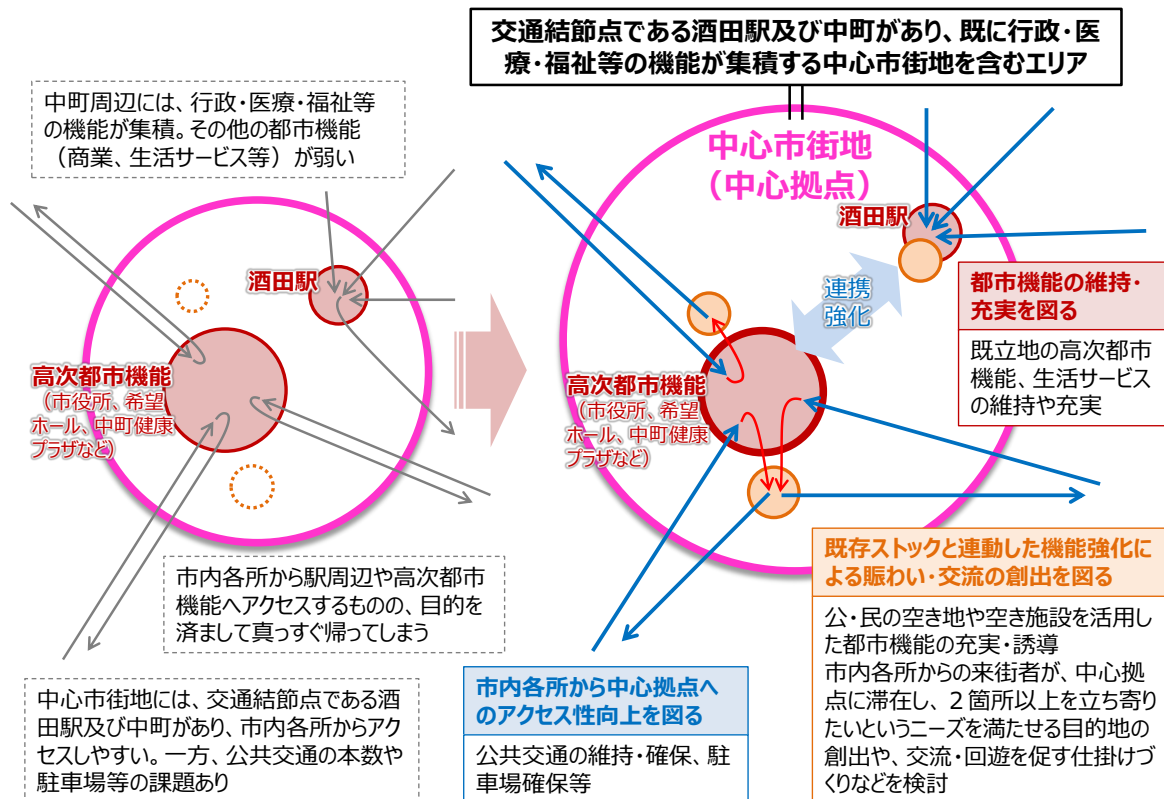 交通結節点である酒田駅及び中町があり、既に行政・医
療・福祉等の機能が集積する中心市街地を含むエリア
中町周辺には、行政・医療・福祉等
の機能が集積。その他の都市機能
（商業、生活サービス等）が弱い
酒田駅
高次都市機能
（市役所、希望
ホール、中町健康
プラザなど）
市内各所から駅周辺や高次都市
機能へアクセスするものの、目的を
済まして真っすぐ帰ってしまう
中心市街地には、交通結節点である酒
田駅及び中町があり、市内各所からアク
セスしやすい。一方、公共交通の本数や
駐車場等の課題あり
中心市街地
（中心拠点）
酒田駅
連携
強化
高次都市機能
（市役所、希望
ホール、中町健康
プラザなど）
都市機能の維持・
充実を図る
既立地の高次都市
機能、生活サービス
の維持や充実
市内各所から中心拠点へ
のアクセス性向上を図る
公共交通の維持・確保、駐
車場確保等
既存ストックと連動した機能強化に
よる賑わい・交流の創出を図る
公・民の空き地や空き施設を活用し
た都市機能の充実・誘導
市内各所からの来街者が、中心拠
点に滞在し、２箇所以上を立ち寄り
たいというニーズを満たせる目的地の
創出や、交流・回遊を促す仕掛けづ
くりなどを検討